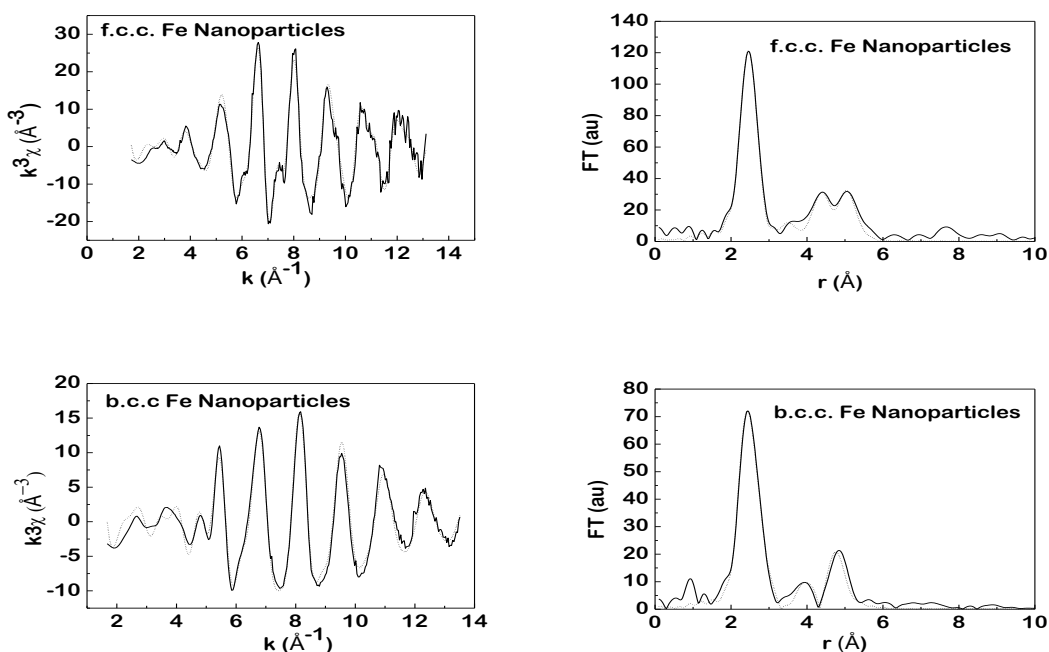 f.c.c. Fe Nanoparticles
k3χ (Å-3)
30
20
10
0
-10
-20
0 2 4 6 8 10 12 14
k (Å-1)
f.c.c. Fe Nanoparticles
FT (au)
140
120
100
80
60
40
20
0
0 2 4 6 8 10
r (Å)
b.c.c Fe Nanoparticles
k3χ (Å-3)
20
15
10
5
0
-5
-10
2 4 6 8 10 12 14
k (Å-1)
b.c.c. Fe Nanoparticles
FT (au)
80
70
60
50
40
30
20
10
0
0 2 4 6 8 10
r (Å)